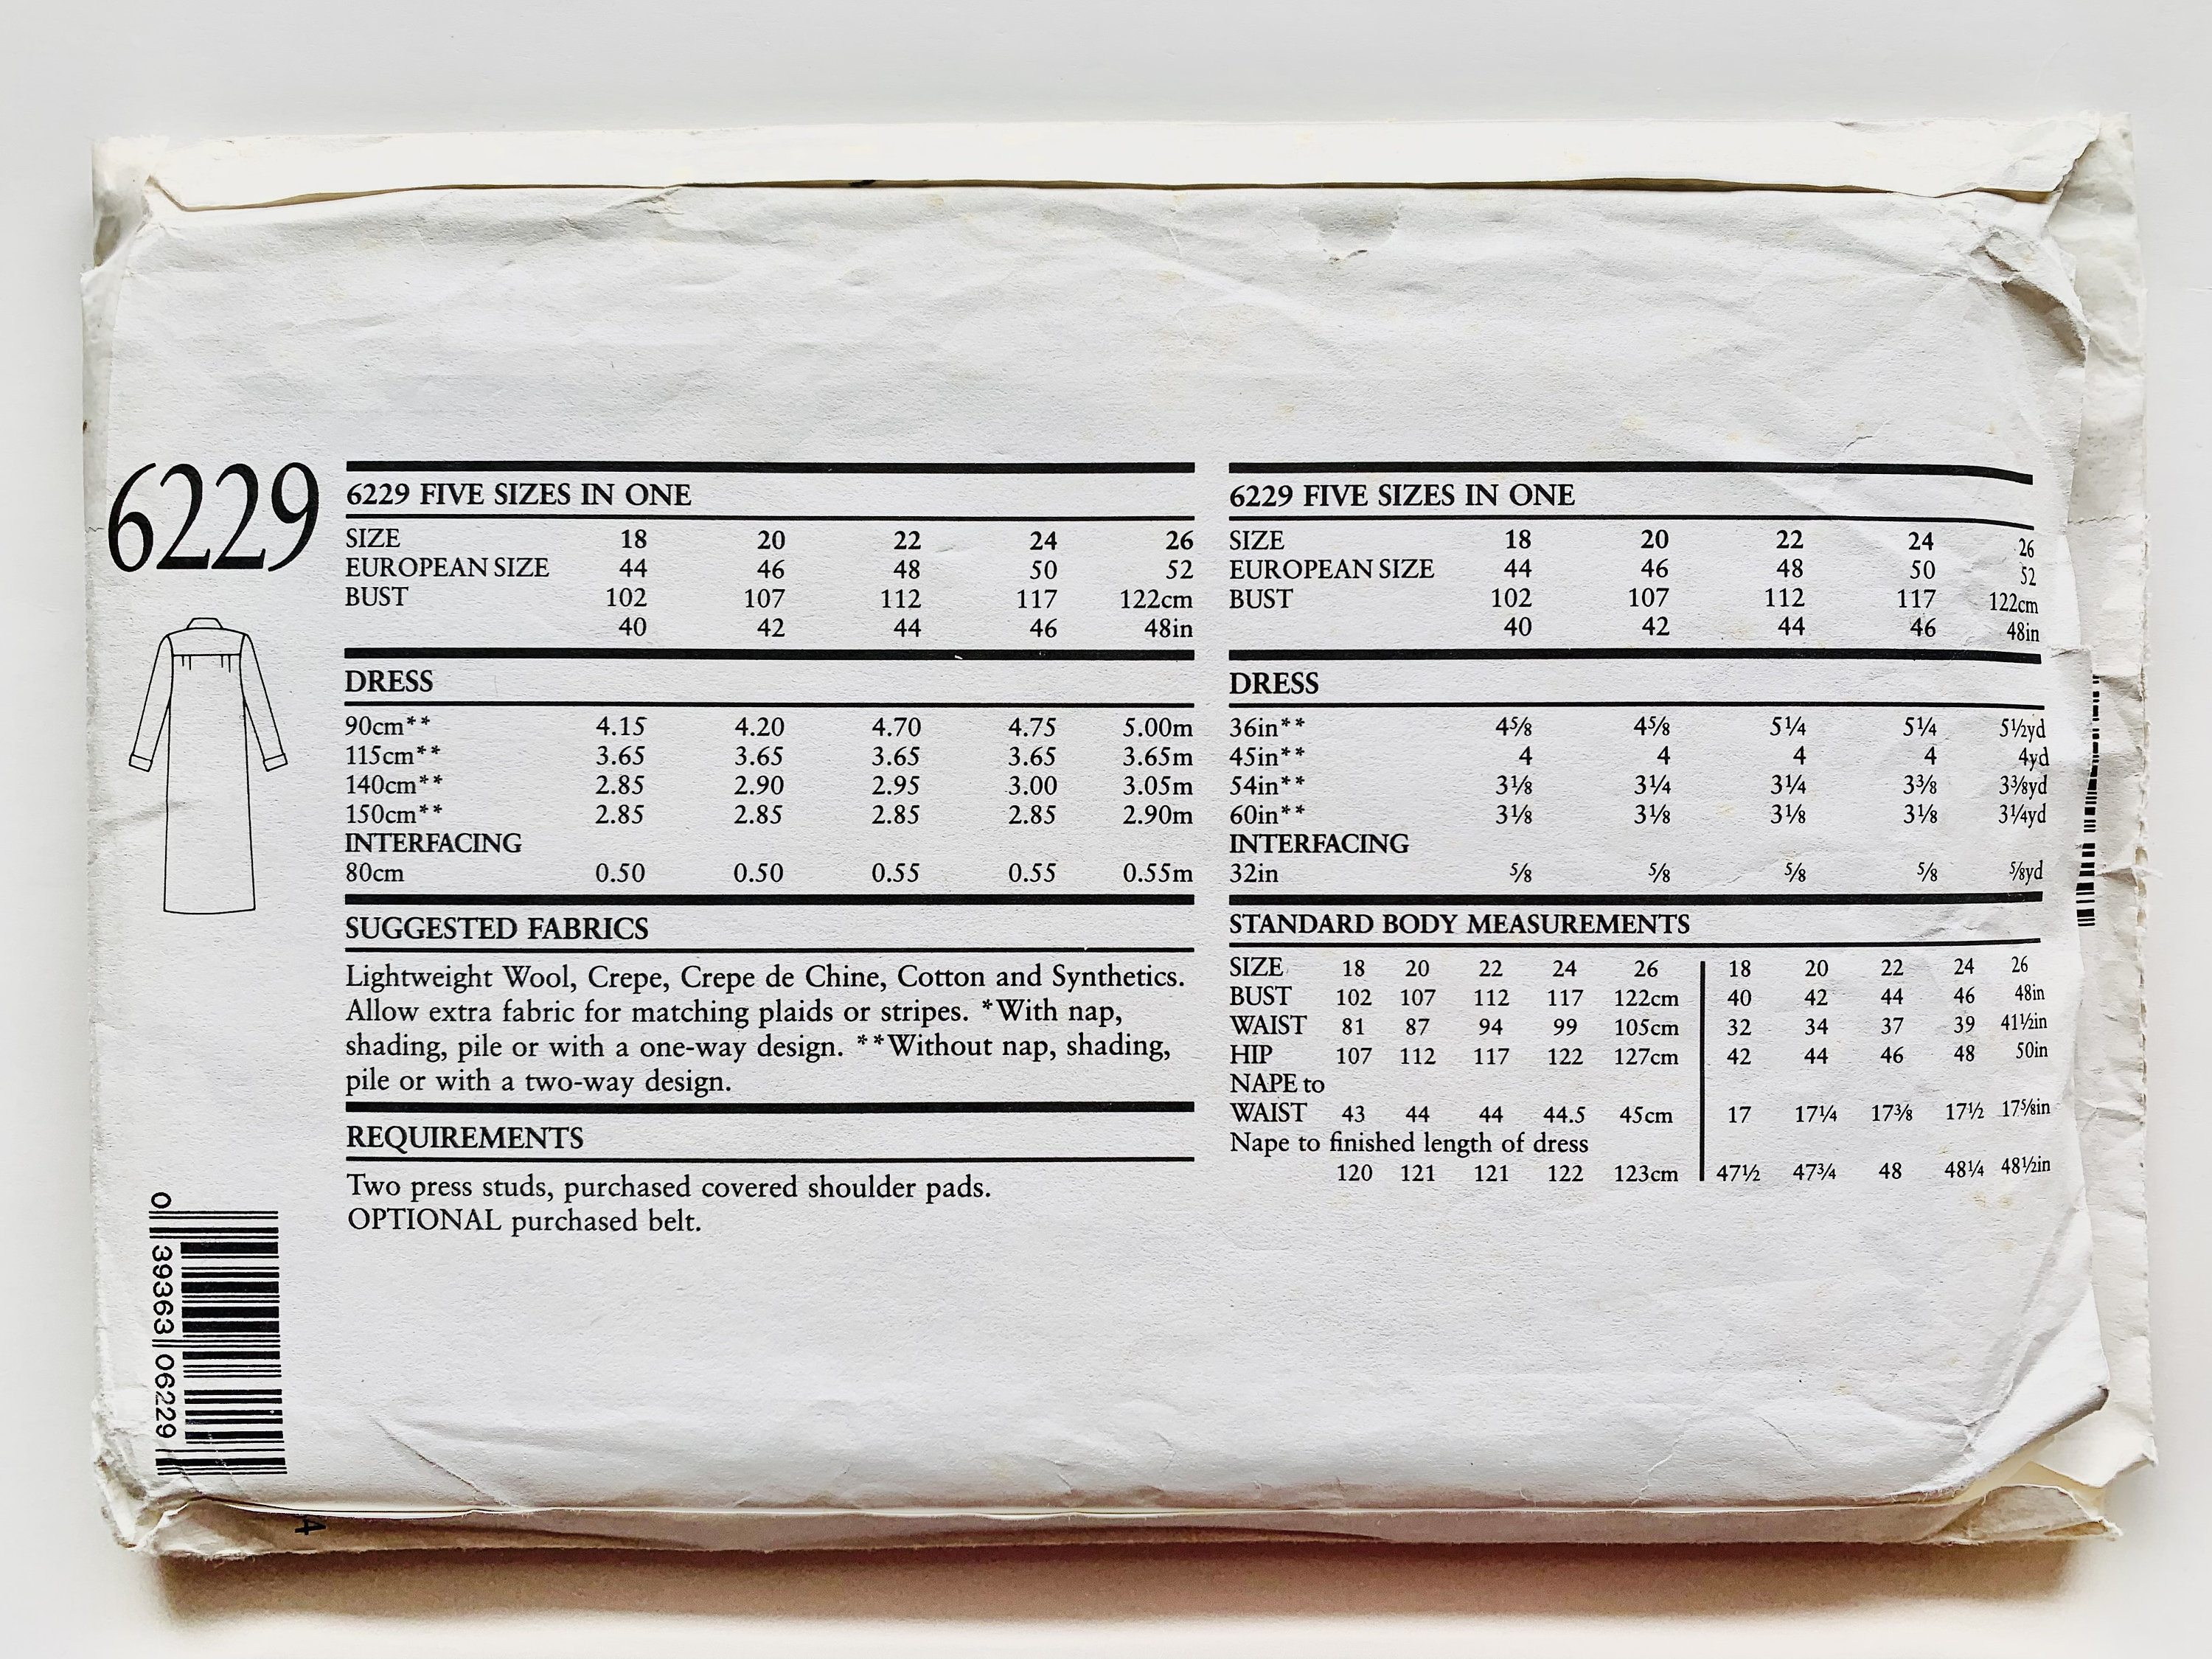 6229
6229 FIVE SIZES IN ONE
SIZE 18 20 22 24 26
EUROPEAN SIZE 44 46 48 50 52
BUST 102 107 112 117 122cm
40 42 44 46 48in
DRESS
90cm** 4.15 4.20 4.70 4.75 5.00m
115cm** 3.65 3.65 3.65 3.65 3.65m
140cm** 2.85 2.90 2.95 3.00 3.05m
150cm** 2.85 2.85 2.85 2.85 2.90m
INTERFACING
80cm 0.50 0.50 0.55 0.55 0.55m
SUGGESTED FABRICS
Lightweight Wool, Crepe, Crepe de Chine, Cotton and Synthetics.
Allow extra fabric for matching plaids or stripes. *With nap,
shading, pile or with a one-way design. **Without nap, shading,
pile or with a two-way design.
REQUIREMENTS
Two press studs, purchased covered shoulder pads.
OPTIONAL purchased belt.
6229 FIVE SIZES IN ONE
SIZE 18 20 22 24 26
EUROPEAN SIZE 44 46 48 50 52
BUST 102 107 112 117 122cm
40 42 44 46 48in
DRESS
36in** 4⅝ 4⅝ 5¼ 5¼ 5½yd
45in** 4 4 4 4 4yd
54in** 3⅛ 3¼ 3¼ 3⅜ 3⅜yd
60in** 3⅛ 3⅛ 3⅛ 3⅛ 3¼yd
INTERFACING
32in ⅝ ⅝ ⅝ ⅝ ⅝yd
STANDARD BODY MEASUREMENTS
SIZE 18 20 22 24 26 18 20 22 24 26
BUST 102 107 112 117 122cm 40 42 44 46 48in
WAIST 81 87 94 99 105cm 32 34 37 39 41½in
HIP 107 112 117 122 127cm 42 44 46 48 50in
NAPE to
WAIST 43 44 44 44.5 45cm 17 17¼ 17⅜ 17½ 17⅝in
Nape to finished length of dress
120 121 121 122 123cm 47½ 47¾ 48 48¼ 48½in
0 39363 06229
4